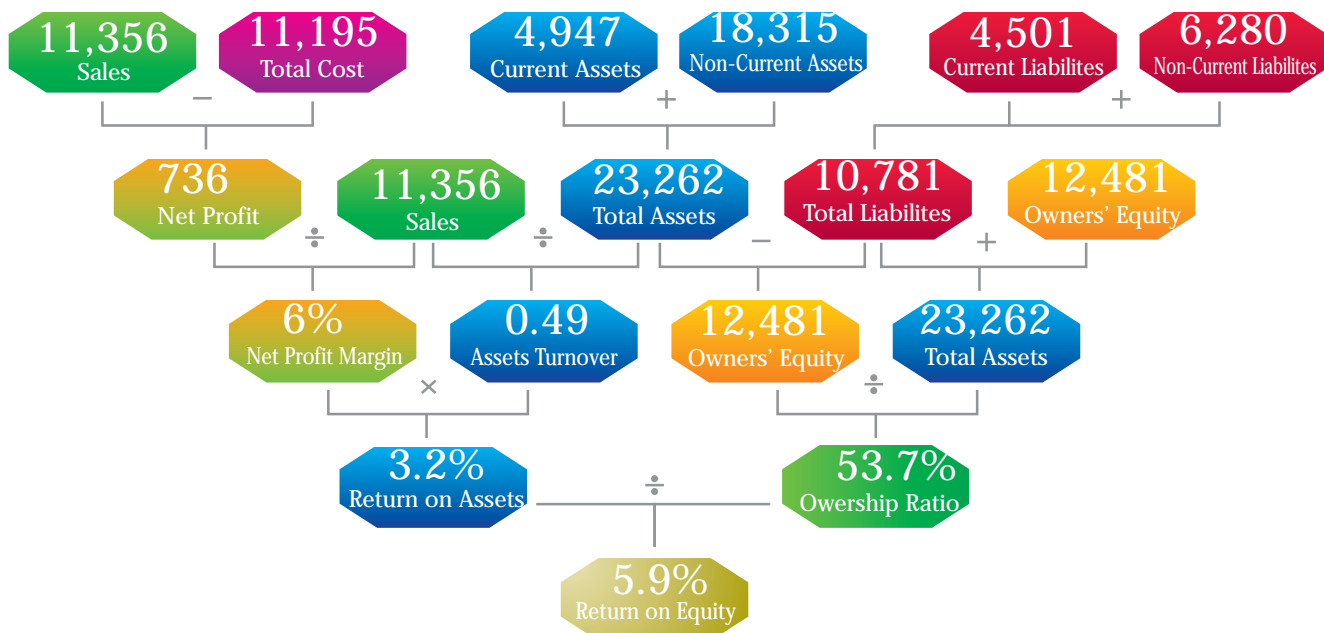 11,356
Sales
11,195
Total Cost
4,947
Current Assets
18,315
Non-Current Assets
4,501
Current Liabilites
6,280
Non-Current Liabilites
−
+
+
736
Net Profit
11,356
Sales
23,262
Total Assets
10,781
Total Liabilites
12,481
Owners' Equity
÷
÷
−
+
6%
Net Profit Margin
0.49
Assets Turnover
12,481
Owners' Equity
23,262
Total Assets
×
÷
3.2%
Return on Assets
53.7%
Owership Ratio
÷
5.9%
Return on Equity